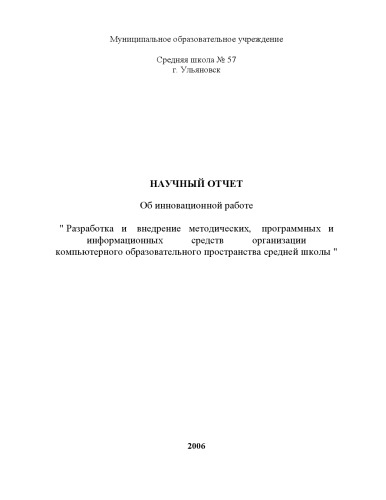 Муниципальное образовательное учреждение
Средняя школа № 57
г. Ульяновск
НАУЧНЫЙ ОТЧЕТ
Об инновационной работе
" Разработка и внедрение методических, программных и
информационных средств организации
компьютерного образовательного пространства средней школы "
2006